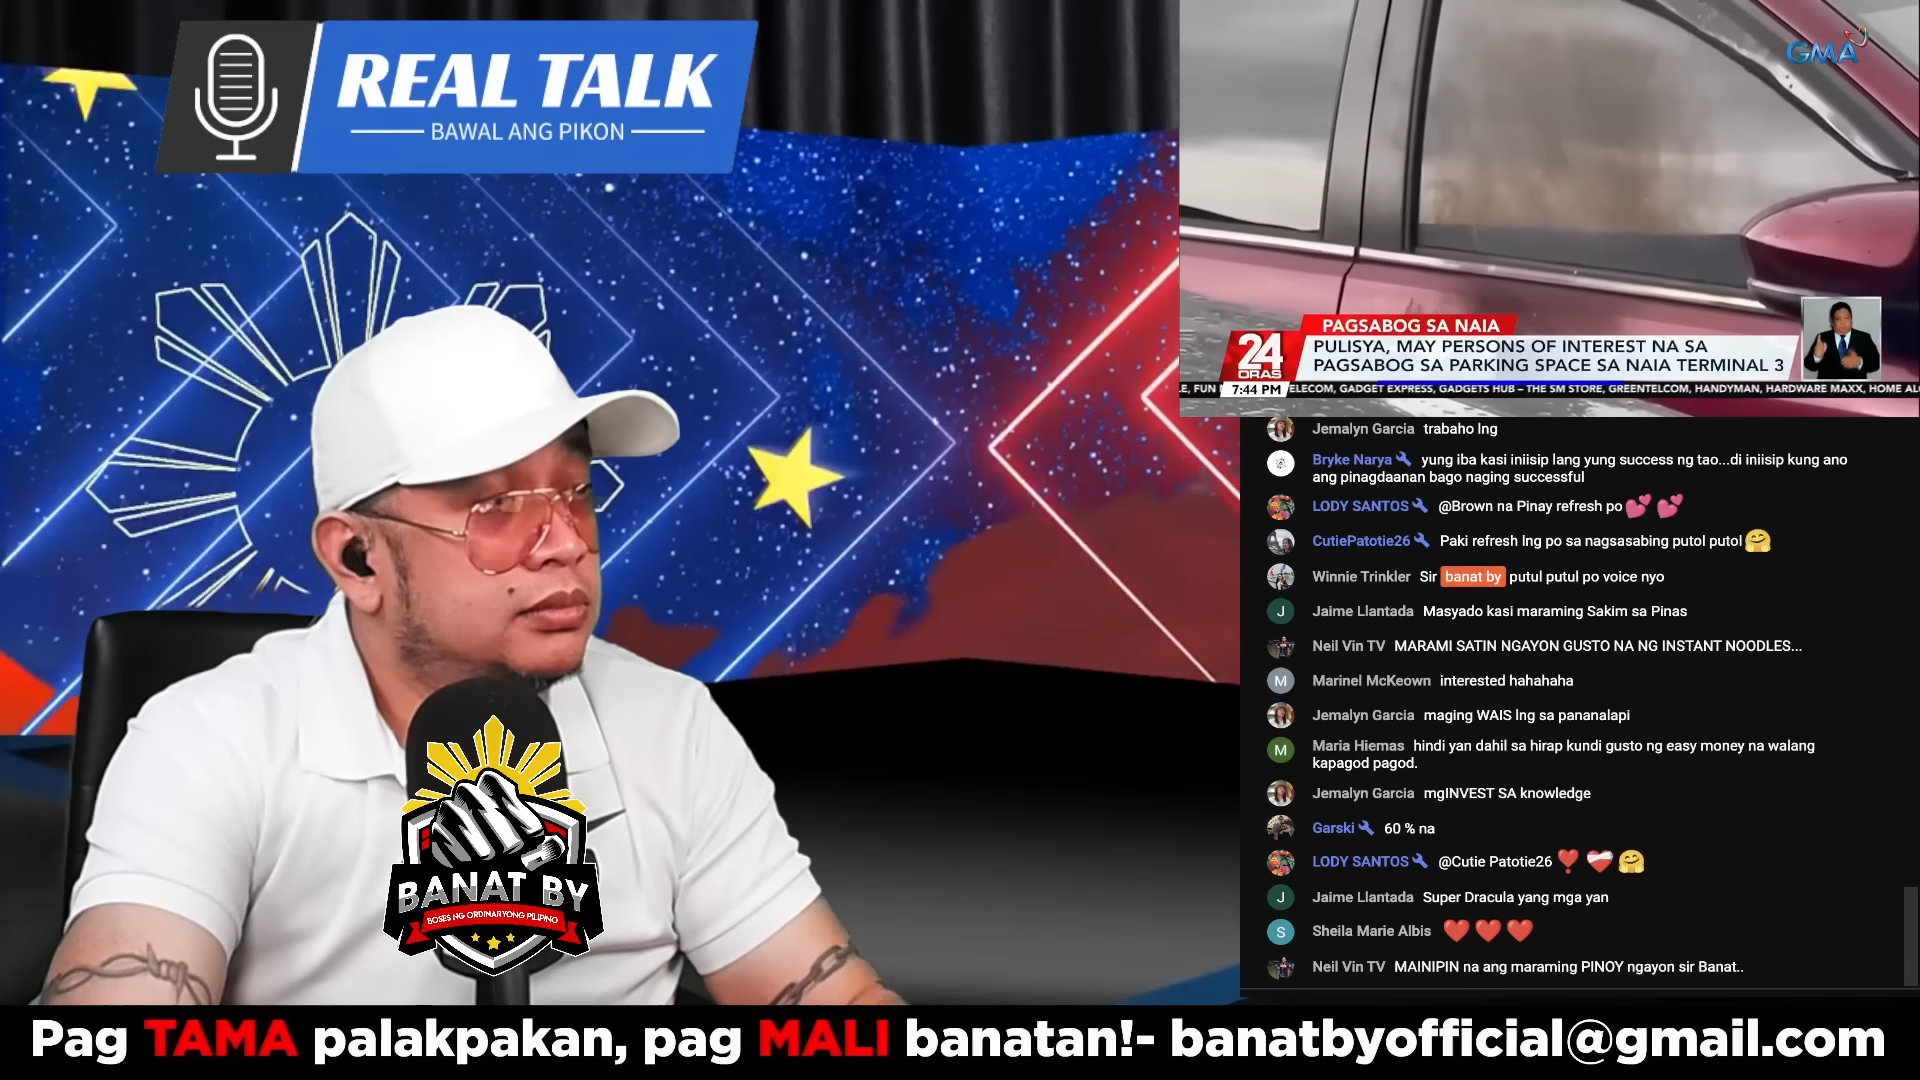 REAL TALK
BAWAL ANG PIKON
GMA
PAGSABOG SA NAIA
24
ORAS
PULISYA, MAY PERSONS OF INTEREST NA SA
PAGSABOG SA PARKING SPACE SA NAIA TERMINAL 3
7:44 PM
LE, FUN ELECOM, GADGET EXPRESS, GADGETS HUB – THE SM STORE, GREENTELCOM, HANDYMAN, HARDWARE MAXX, HOME AL
Jemalyn Garcia trabaho lng
Bryke Narya yung iba kasi iniisip lang yung success ng tao...di iniisip kung ano
ang pinagdaanan bago naging successful
LODY SANTOS @Brown na Pinay refresh po💕 💕
CutiePatotie26 Paki refresh lng po sa nagsasabing putol putol🤗
Winnie Trinkler Sir banat by putul putul po voice nyo
J Jaime Llantada Masyado kasi maraming Sakim sa Pinas
Neil Vin TV MARAMI SATIN NGAYON GUSTO NA NG INSTANT NOODLES...
M Marinel McKeown interested hahahaha
Jemalyn Garcia maging WAIS lng sa pananalapi
M Maria Hiemas hindi yan dahil sa hirap kundi gusto ng easy money na walang
kapagod pagod.
Jemalyn Garcia mgINVEST SA knowledge
Garski 60 % na
LODY SANTOS @Cutie Patotie26 ❣️ ❤️‍🩹 🤗
J Jaime Llantada Super Dracula yang mga yan
S Sheila Marie Albis ❤️ ❤️ ❤️
Neil Vin TV MAINIPIN na ang maraming PINOY ngayon sir Banat..
BANAT BY
BOSES NG ORDINARYONG PILIPINO
Pag TAMA palakpakan, pag MALI banatan!- banatbyofficial@gmail.com